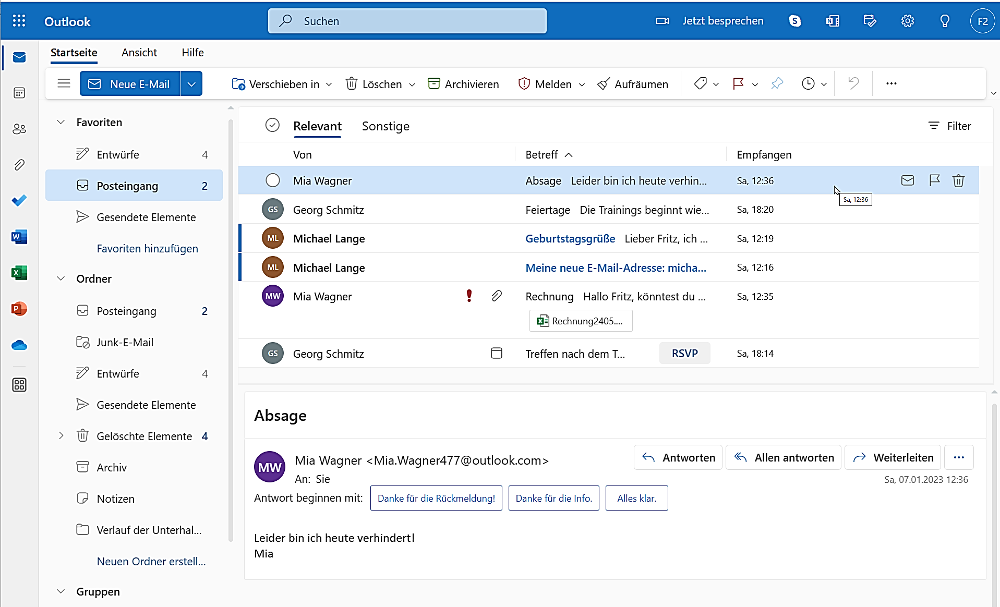 Outlook
Suchen
Jetzt besprechen
F2
Startseite Ansicht Hilfe
Neue E-Mail Verschieben in Löschen Archivieren Melden Aufräumen
Favoriten
Entwürfe 4
Posteingang 2
Gesendete Elemente
Favoriten hinzufügen
Ordner
Posteingang 2
Junk-E-Mail
Entwürfe 4
Gesendete Elemente
Gelöschte Elemente 4
Archiv
Notizen
Verlauf der Unterhal...
Neuen Ordner erstell...
Gruppen
Relevant Sonstige Filter
Von Betreff Empfangen
Mia Wagner Absage Leider bin ich heute verhin... Sa, 12:36
Sa, 12:36
GS Georg Schmitz Feiertage Die Trainings beginnt wie... Sa, 18:20
ML Michael Lange Geburtstagsgrüße Lieber Fritz, ich ... Sa, 12:19
ML Michael Lange Meine neue E-Mail-Adresse: micha... Sa, 12:16
MW Mia Wagner Rechnung Hallo Fritz, könntest du ... Sa, 12:35
Rechnung2405....
GS Georg Schmitz Treffen nach dem T... RSVP Sa, 18:14
Absage
MW Mia Wagner <Mia.Wagner477@outlook.com> Antworten Allen antworten Weiterleiten
An: Sie Sa, 07.01.2023 12:36
Antwort beginnen mit: Danke für die Rückmeldung! Danke für die Info. Alles klar.
Leider bin ich heute verhindert!
Mia